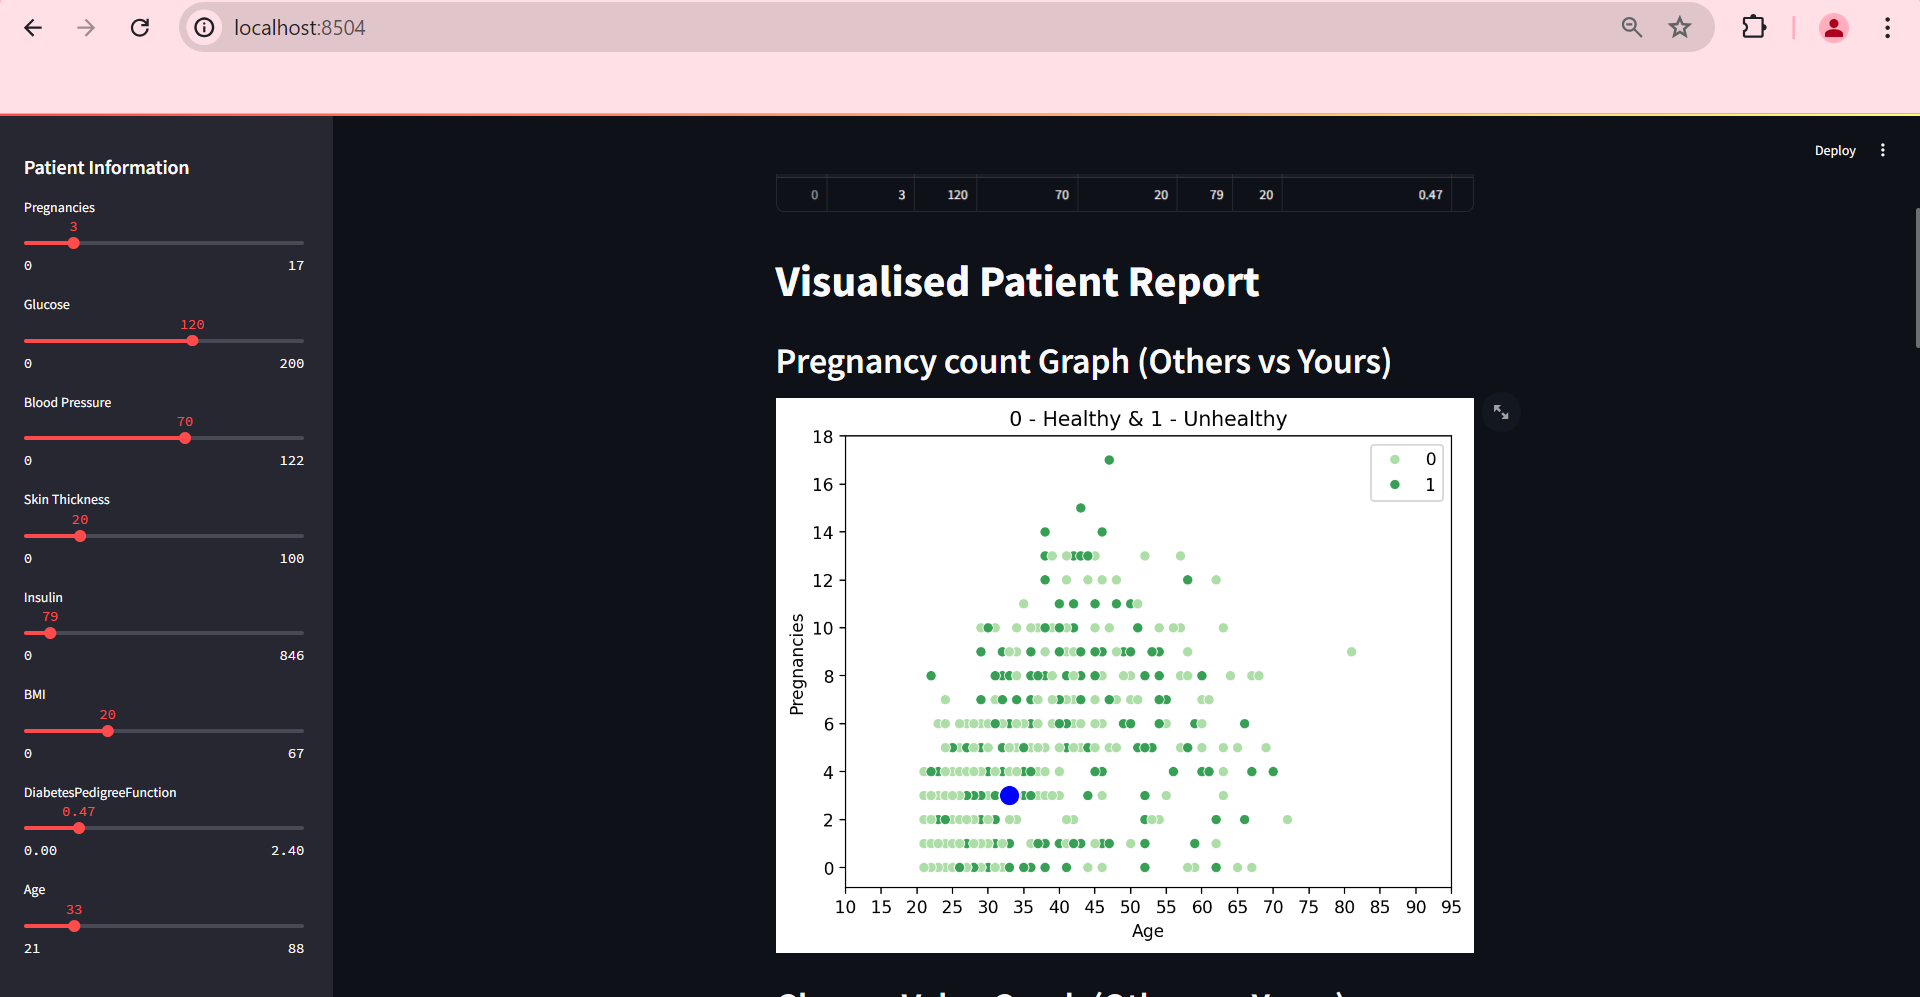 localhost:8504
Deploy
Patient Information
Pregnancies
3
0 17
Glucose
120
0 200
Blood Pressure
70
0 122
Skin Thickness
20
0 100
Insulin
79
0 846
BMI
20
0 67
DiabetesPedigreeFunction
0.47
0.00 2.40
Age
33
21 88
0 3 120 70 20 79 20 0.47
Visualised Patient Report
Pregnancy count Graph (Others vs Yours)
0 - Healthy & 1 - Unhealthy
0
1
18
16
14
12
10
8
6
4
2
0
Pregnancies
10 15 20 25 30 35 40 45 50 55 60 65 70 75 80 85 90 95
Age